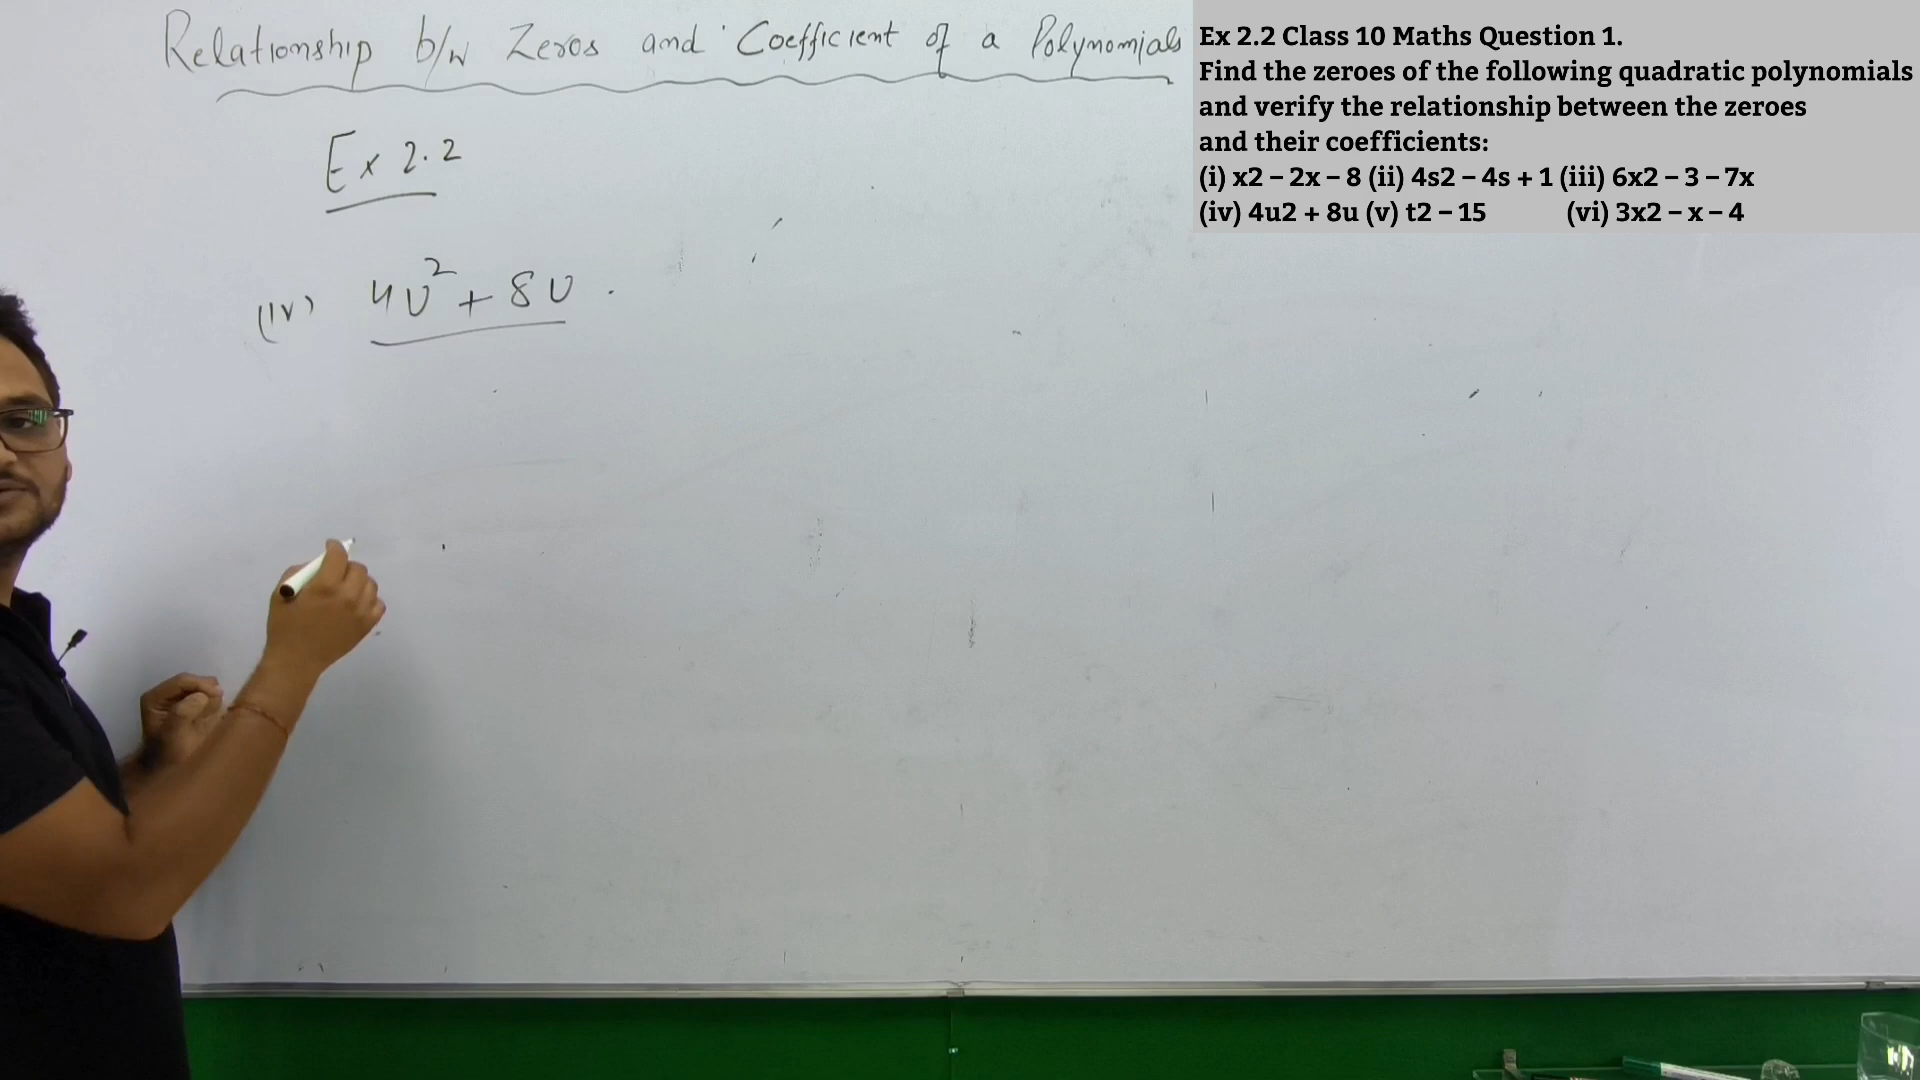 Relationship b/w Zeros and Coefficient of a Polynomials
Ex 2.2
(iv) 4U² + 8U .
Ex 2.2 Class 10 Maths Question 1.
Find the zeroes of the following quadratic polynomials
and verify the relationship between the zeroes
and their coefficients:
(i) x2 – 2x – 8 (ii) 4s2 – 4s + 1 (iii) 6x2 – 3 – 7x
(iv) 4u2 + 8u (v) t2 – 15 (vi) 3x2 – x – 4